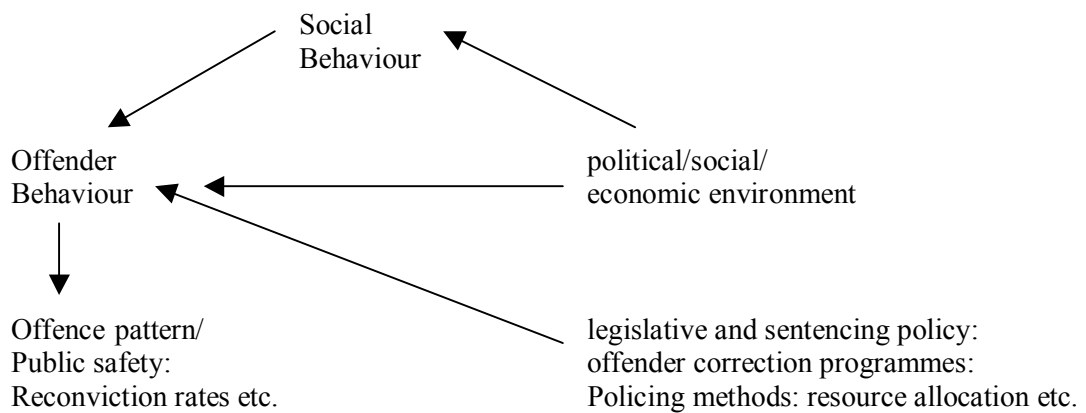 Social
Behaviour
Offender
Behaviour
political/social/
economic environment
Offence pattern/
Public safety:
Reconviction rates etc.
legislative and sentencing policy:
offender correction programmes:
Policing methods: resource allocation etc.